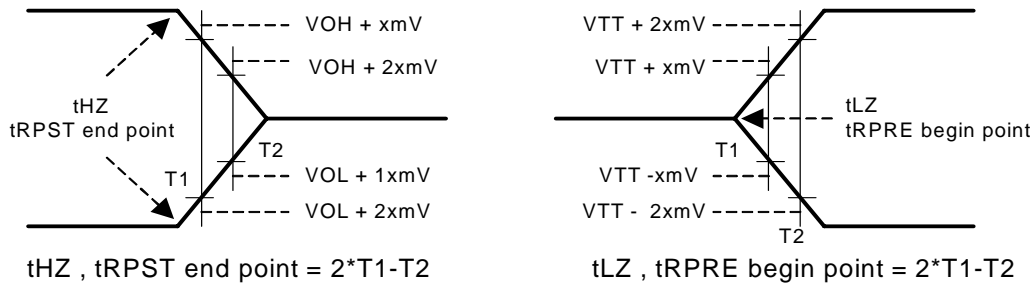 VOH + xmV
VOH + 2xmV
tHZ
tRPST end point
T2
T1
VOL + 1xmV
VOL + 2xmV
tHZ , tRPST end point = 2*T1-T2
VTT + 2xmV
VTT + xmV
tLZ
tRPRE begin point
T1
VTT -xmV
VTT - 2xmV
T2
tLZ , tRPRE begin point = 2*T1-T2